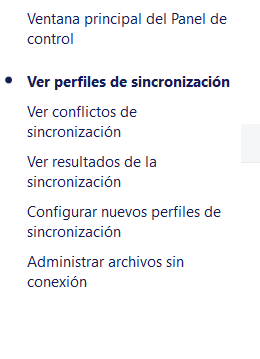 Ventana principal del Panel de
control
Ver perfiles de sincronización
Ver conflictos de
sincronización
Ver resultados de la
sincronización
Configurar nuevos perfiles de
sincronización
Administrar archivos sin
conexión